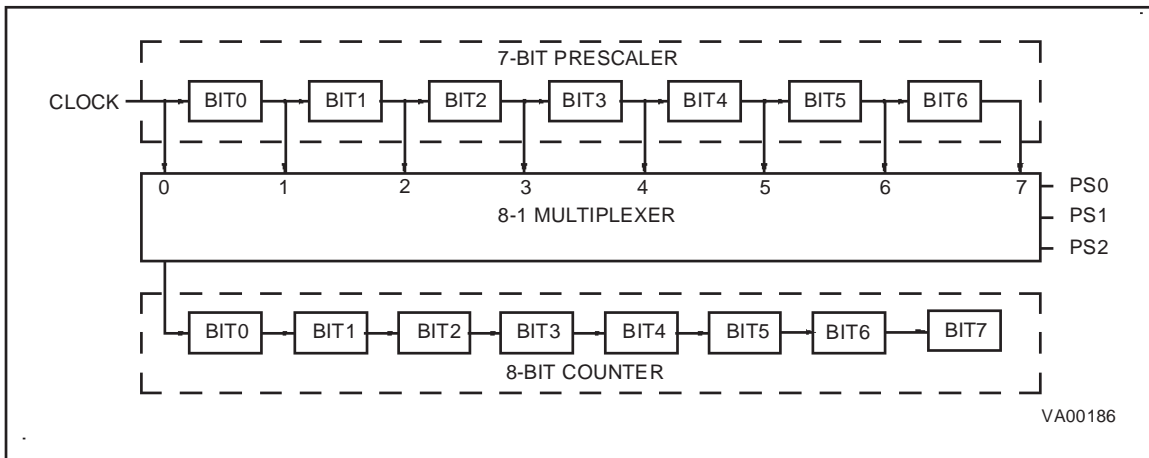 7-BIT PRESCALER
CLOCK BIT0 BIT1 BIT2 BIT3 BIT4 BIT5 BIT6
0 1 2 3 4 5 6 7
PS0
8-1 MULTIPLEXER
PS1
PS2
BIT0 BIT1 BIT2 BIT3 BIT4 BIT5 BIT6 BIT7
8-BIT COUNTER
VA00186